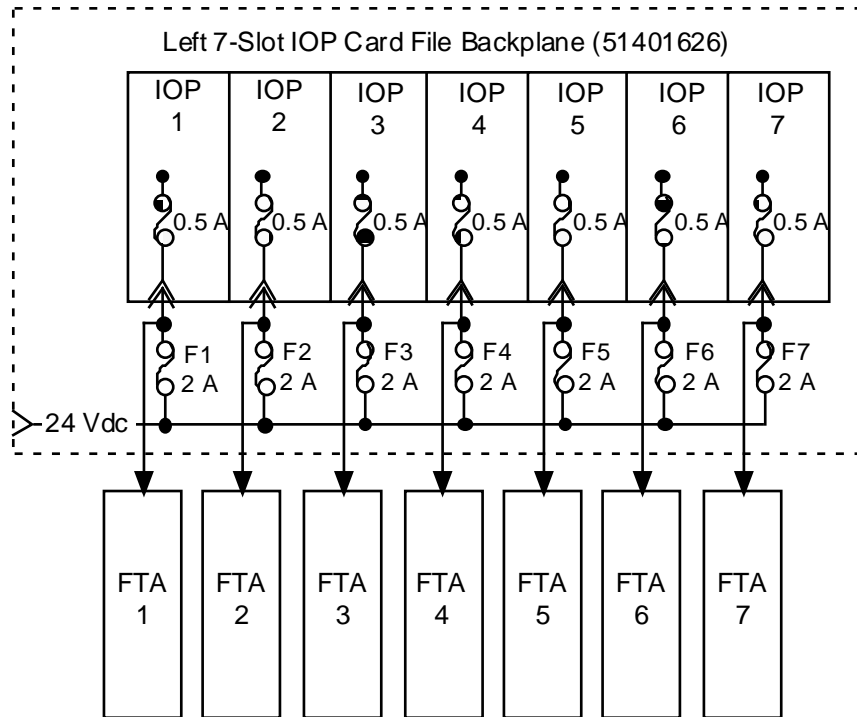 Left 7-Slot IOP Card File Backplane (51401626)
IOP IOP IOP IOP IOP IOP IOP
1 2 3 4 5 6 7
0.5 A 0.5 A 0.5 A 0.5 A 0.5 A 0.5 A 0.5 A
F1 F2 F3 F4 F5 F6 F7
2 A 2 A 2 A 2 A 2 A 2 A 2 A
24 Vdc
FTA FTA FTA FTA FTA FTA FTA
1 2 3 4 5 6 7